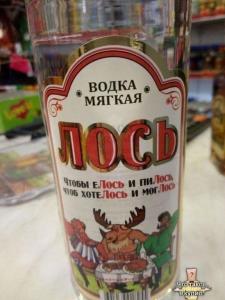 ВОДКА
МЯГКАЯ
ЛОСЬ
Чтобы еЛось и пиЛось,
чтоб хотеЛось и могЛось